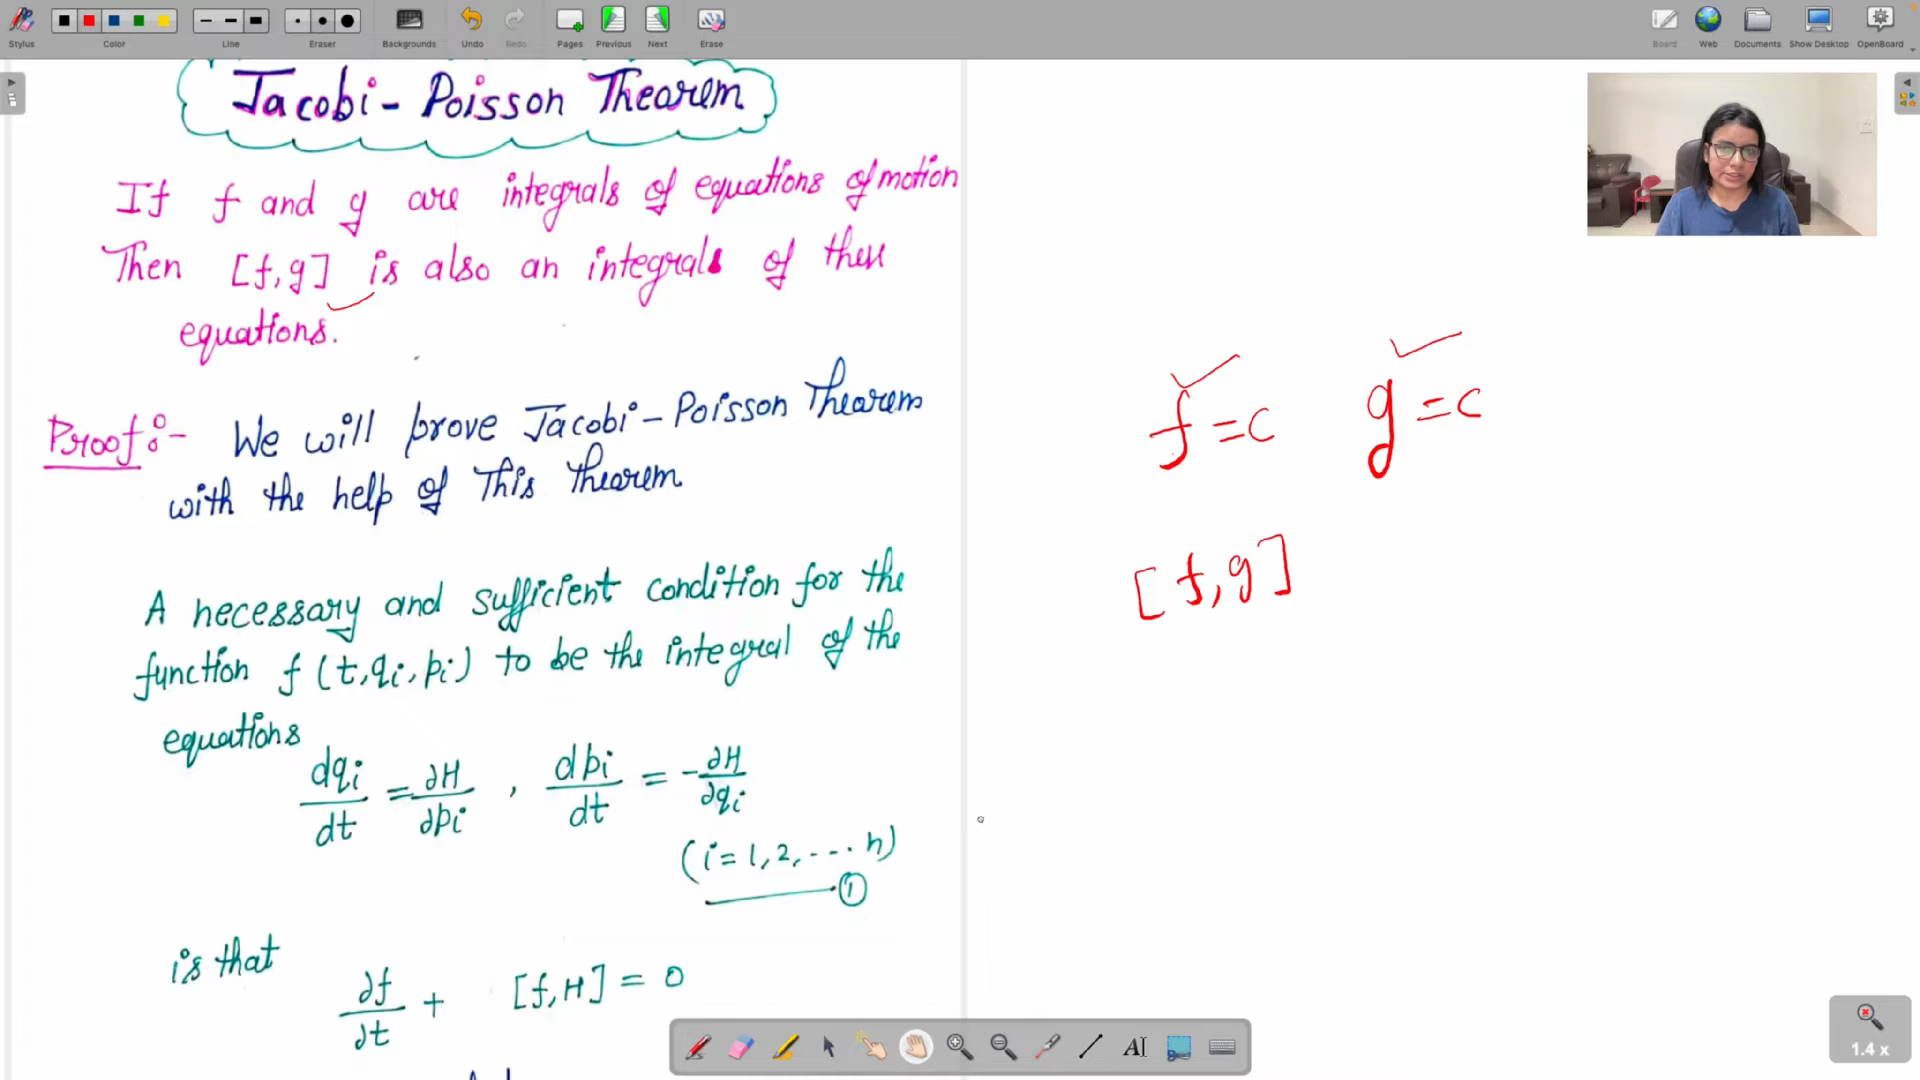 Stylus
Color
Line
Eraser
Backgrounds
Undo
Redo
Pages
Previous
Next
Erase
Board
Web
Documents
Show Desktop
OpenBoard
Jacobi - Poisson Theorem
If f and g are integrals of equations of motion
Then [f,g] is also an integrals of these
equations.
Proof:- We will prove Jacobi - Poisson Theorem
with the help of This Theorem
A necessary and sufficient condition for the
function f(t,qi,pi) to be the integral of the
equations
dqi/dt = ∂H/∂pi , dpi/dt = -∂H/∂qi
(i = 1, 2, .... n)
①
is that
∂f/∂t + [f,H] = 0
f = c g = c
[f,g]
AI
1.4 x